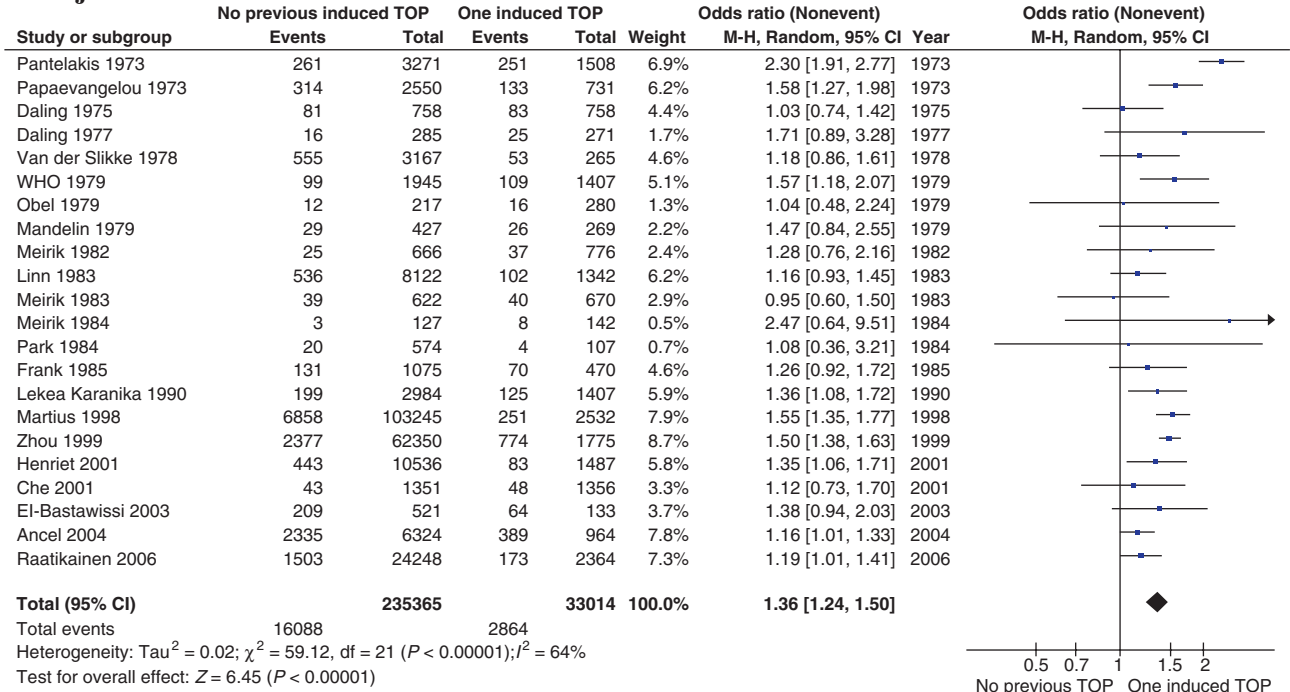 No previous induced TOP One induced TOP Odds ratio (Nonevent) Odds ratio (Nonevent)
Study or subgroup Events Total Events Total Weight M-H, Random, 95% CI Year M-H, Random, 95% CI
Pantelakis 1973 261 3271 251 1508 6.9% 2.30 [1.91, 2.77] 1973
Papaevangelou 1973 314 2550 133 731 6.2% 1.58 [1.27, 1.98] 1973
Daling 1975 81 758 83 758 4.4% 1.03 [0.74, 1.42] 1975
Daling 1977 16 285 25 271 1.7% 1.71 [0.89, 3.28] 1977
Van der Slikke 1978 555 3167 53 265 4.6% 1.18 [0.86, 1.61] 1978
WHO 1979 99 1945 109 1407 5.1% 1.57 [1.18, 2.07] 1979
Obel 1979 12 217 16 280 1.3% 1.04 [0.48, 2.24] 1979
Mandelin 1979 29 427 26 269 2.2% 1.47 [0.84, 2.55] 1979
Meirik 1982 25 666 37 776 2.4% 1.28 [0.76, 2.16] 1982
Linn 1983 536 8122 102 1342 6.2% 1.16 [0.93, 1.45] 1983
Meirik 1983 39 622 40 670 2.9% 0.95 [0.60, 1.50] 1983
Meirik 1984 3 127 8 142 0.5% 2.47 [0.64, 9.51] 1984
Park 1984 20 574 4 107 0.7% 1.08 [0.36, 3.21] 1984
Frank 1985 131 1075 70 470 4.6% 1.26 [0.92, 1.72] 1985
Lekea Karanika 1990 199 2984 125 1407 5.9% 1.36 [1.08, 1.72] 1990
Martius 1998 6858 103245 251 2532 7.9% 1.55 [1.35, 1.77] 1998
Zhou 1999 2377 62350 774 1775 8.7% 1.50 [1.38, 1.63] 1999
Henriet 2001 443 10536 83 1487 5.8% 1.35 [1.06, 1.71] 2001
Che 2001 43 1351 48 1356 3.3% 1.12 [0.73, 1.70] 2001
EI-Bastawissi 2003 209 521 64 133 3.7% 1.38 [0.94, 2.03] 2003
Ancel 2004 2335 6324 389 964 7.8% 1.16 [1.01, 1.33] 2004
Raatikainen 2006 1503 24248 173 2364 7.3% 1.19 [1.01, 1.41] 2006
Total (95% CI) 235365 33014 100.0% 1.36 [1.24, 1.50]
Total events 16088 2864
Heterogeneity: Tau² = 0.02; χ² = 59.12, df = 21 (P < 0.00001);I² = 64%
Test for overall effect: Z = 6.45 (P < 0.00001)
0.5 0.7 1 1.5 2
No previous TOP One induced TOP